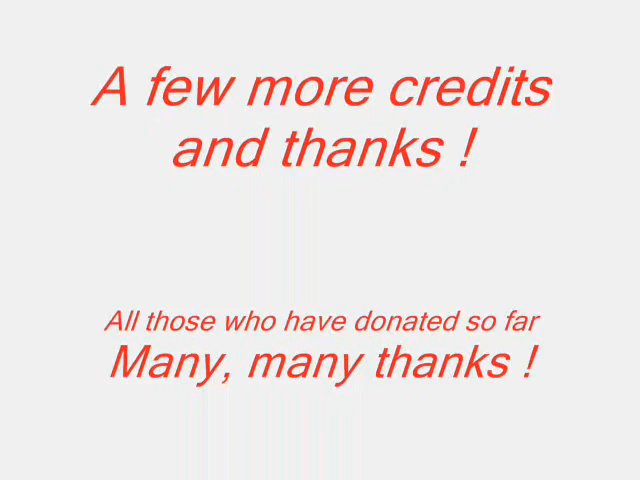 A few more credits
and thanks !
All those who have donated so far
Many, many thanks !